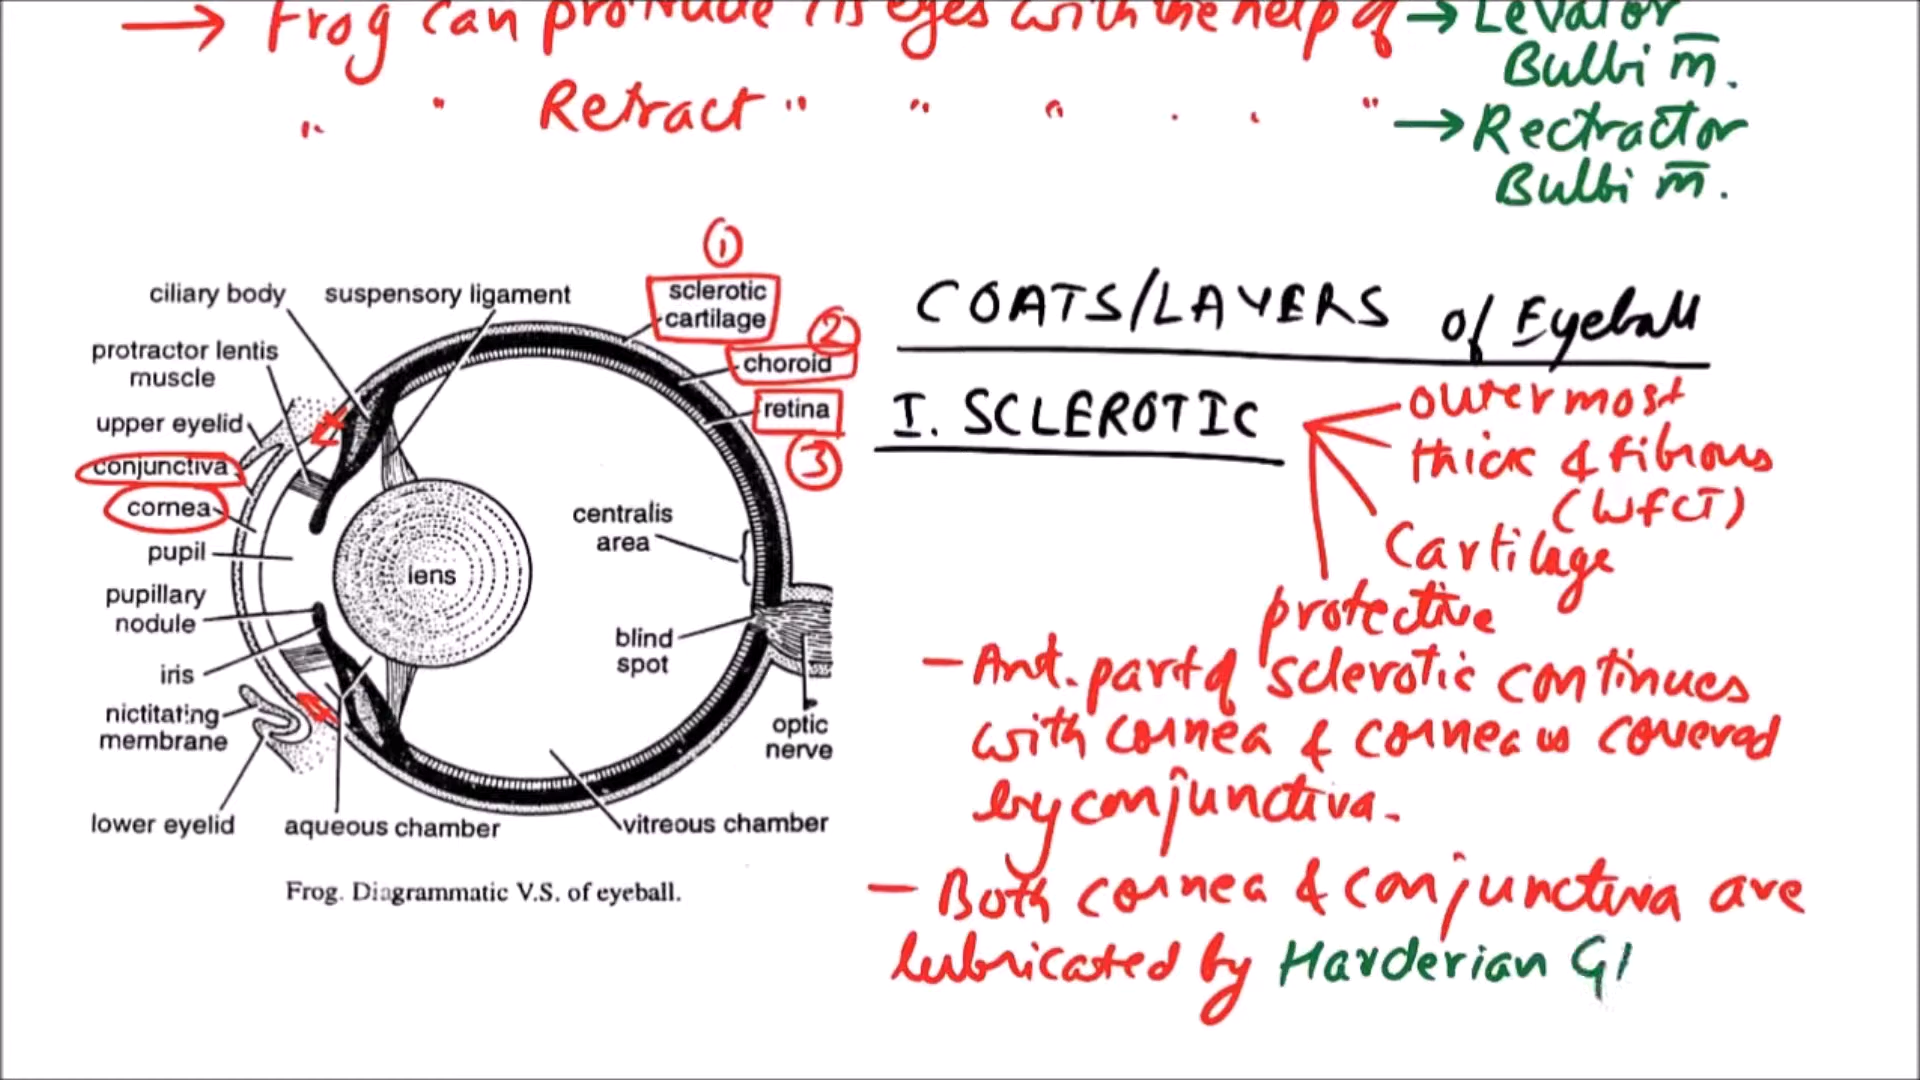 → Frog can protrude its eyes with the help of → Levator
Bulbi m̅.
" " Retract " " " . . " → Rectractor
Bulbi m̅.
①
sclerotic
cartilage
②
choroid
retina
③
ciliary body
suspensory ligament
protractor lentis
muscle
upper eyelid
conjunctiva
cornea
pupil
pupillary
nodule
iris
nictitating
membrane
lower eyelid
aqueous chamber
lens
centralis
area
blind
spot
optic
nerve
vitreous chamber
Frog. Diagrammatic V.S. of eyeball.
COATS/LAYERS of Eyeball
I. SCLEROTIC
outermost
thick & fibrous
(WFCT)
Cartilage
protective
- Ant. part of sclerotic continues
with cornea & cornea is covered
by conjunctiva.
- Both cornea & conjunctiva are
lubricated by Harderian Gl